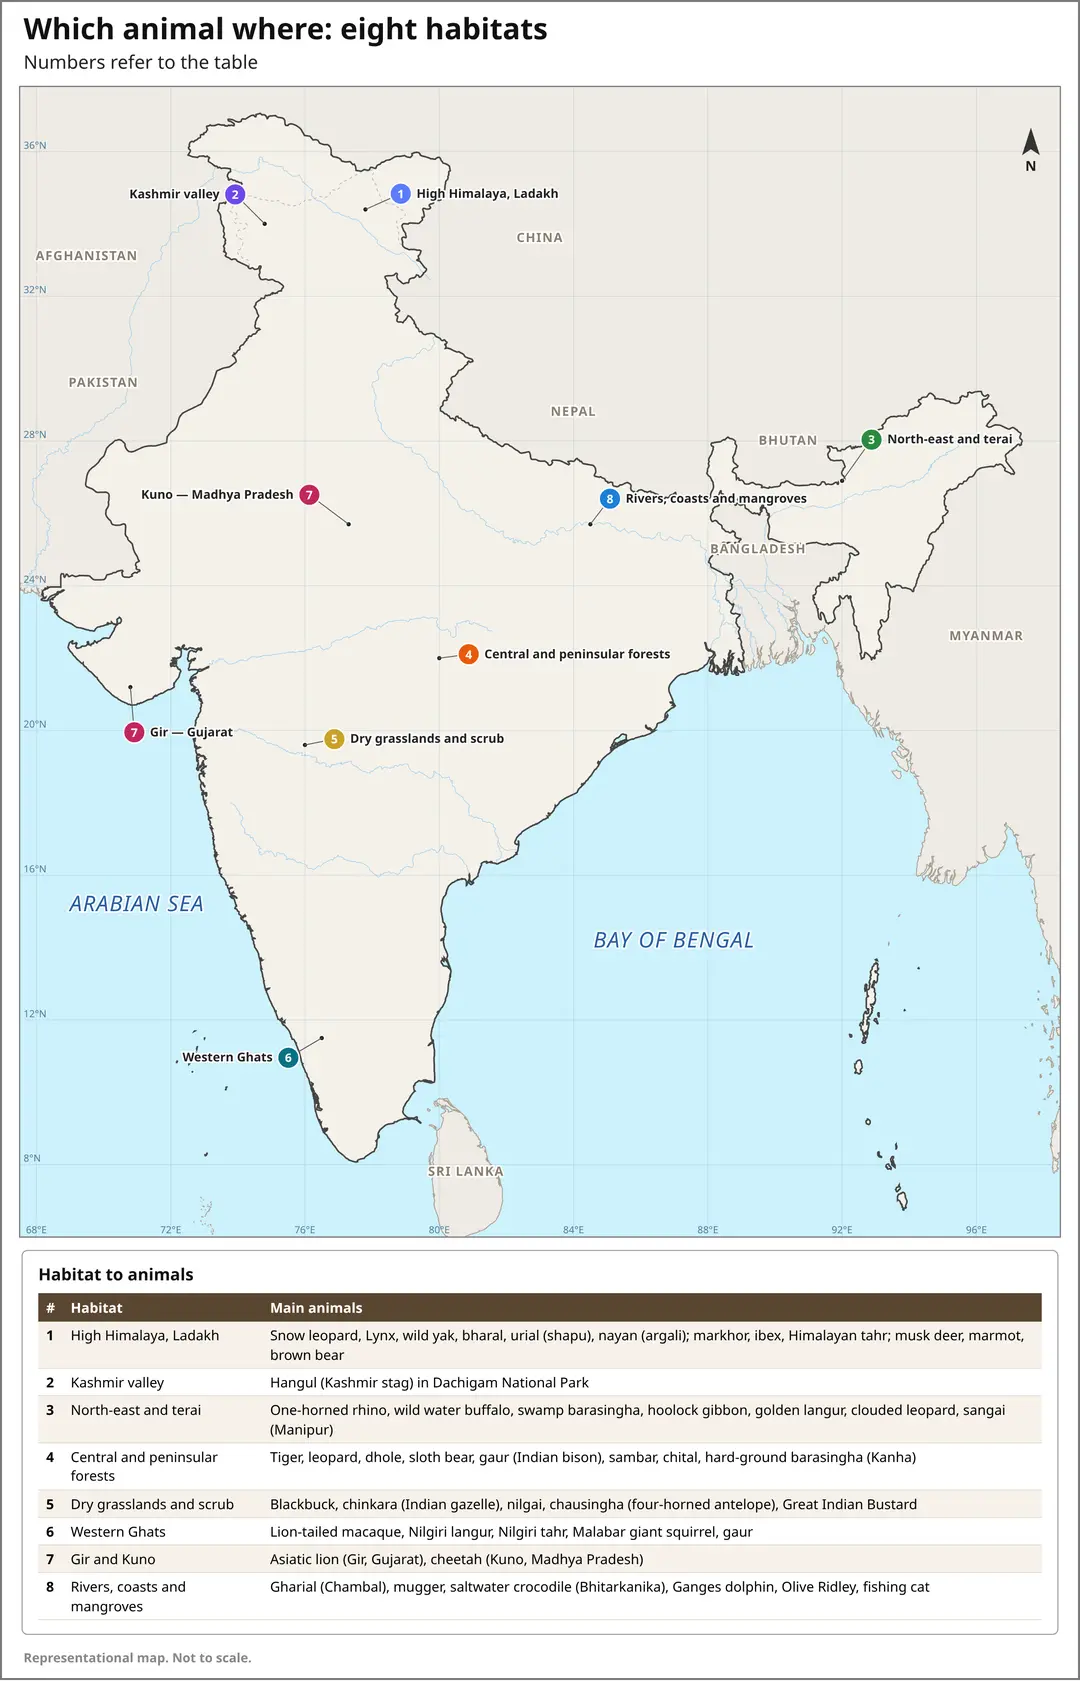 Which animal where: eight habitats
Numbers refer to the table
36°N
N
Kashmir valley 2
1 High Himalaya, Ladakh
CHINA
AFGHANISTAN
32°N
PAKISTAN
NEPAL
28°N
BHUTAN
3 North-east and terai
Kuno — Madhya Pradesh 7
8 Rivers, coasts and mangroves
BANGLADESH
24°N
MYANMAR
4 Central and peninsular forests
20°N
7 Gir — Gujarat
5 Dry grasslands and scrub
16°N
ARABIAN SEA
BAY OF BENGAL
12°N
Western Ghats 6
8°N
SRI LANKA
68°E 72°E 76°E 80°E 84°E 88°E 92°E 96°E
Habitat to animals
# Habitat Main animals
1 High Himalaya, Ladakh Snow leopard, Lynx, wild yak, bharal, urial (shapu), nayan (argali); markhor, ibex, Himalayan tahr; musk deer, marmot,
brown bear
2 Kashmir valley Hangul (Kashmir stag) in Dachigam National Park
3 North-east and terai One-horned rhino, wild water buffalo, swamp barasingha, hoolock gibbon, golden langur, clouded leopard, sangai
(Manipur)
4 Central and peninsular Tiger, leopard, dhole, sloth bear, gaur (Indian bison), sambar, chital, hard-ground barasingha (Kanha)
forests
5 Dry grasslands and scrub Blackbuck, chinkara (Indian gazelle), nilgai, chausingha (four-horned antelope), Great Indian Bustard
6 Western Ghats Lion-tailed macaque, Nilgiri langur, Nilgiri tahr, Malabar giant squirrel, gaur
7 Gir and Kuno Asiatic lion (Gir, Gujarat), cheetah (Kuno, Madhya Pradesh)
8 Rivers, coasts and Gharial (Chambal), mugger, saltwater crocodile (Bhitarkanika), Ganges dolphin, Olive Ridley, fishing cat
mangroves
Representational map. Not to scale.